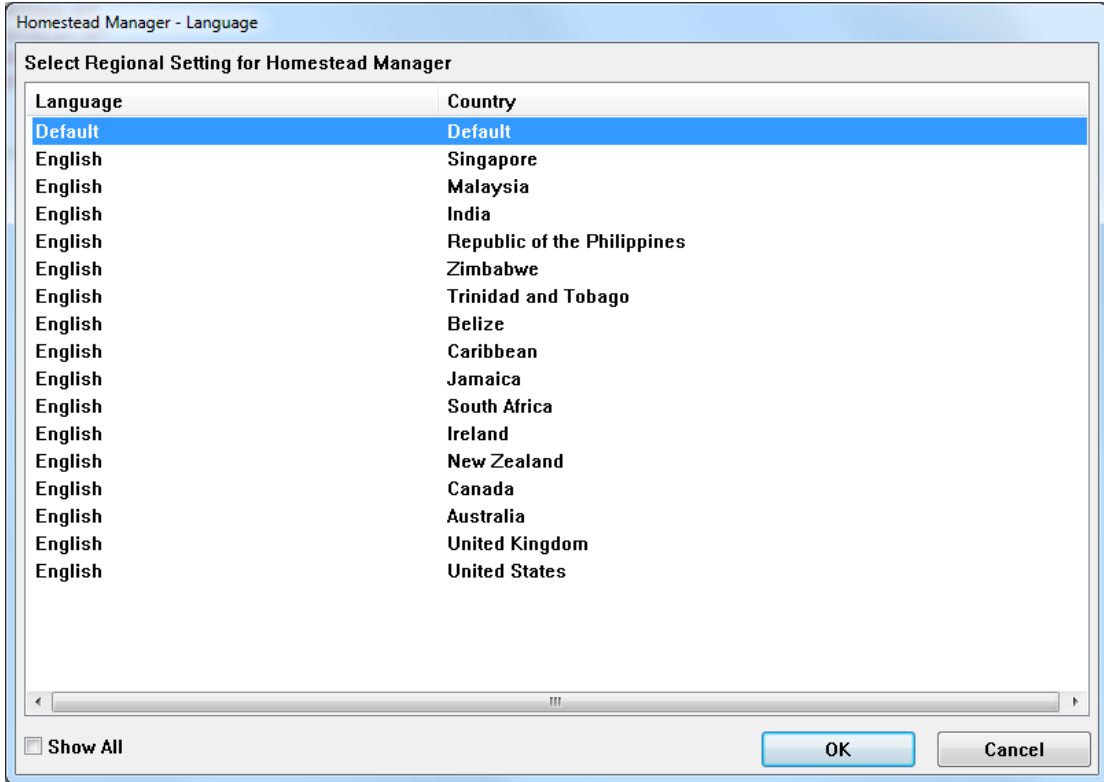 Homestead Manager - Language
Select Regional Setting for Homestead Manager
Language Country
Default Default
English Singapore
English Malaysia
English India
English Republic of the Philippines
English Zimbabwe
English Trinidad and Tobago
English Belize
English Caribbean
English Jamaica
English South Africa
English Ireland
English New Zealand
English Canada
English Australia
English United Kingdom
English United States
Show All OK Cancel